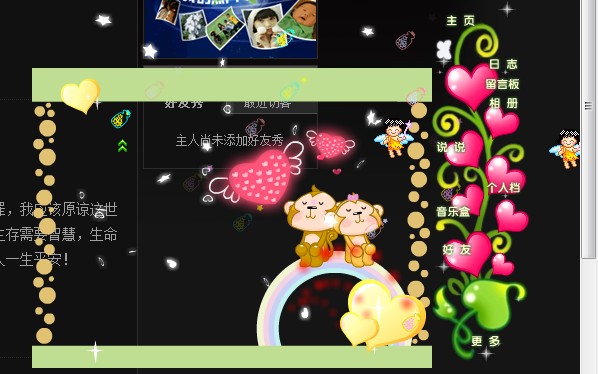 主 页
日 志
留言板
相 册
说 说
个人档
音乐盒
好 友
更 多
好友秀 最近访客
主人尚未添加好友秀
，我应该原谅这世
生存需要智慧，生命
人一生平安！